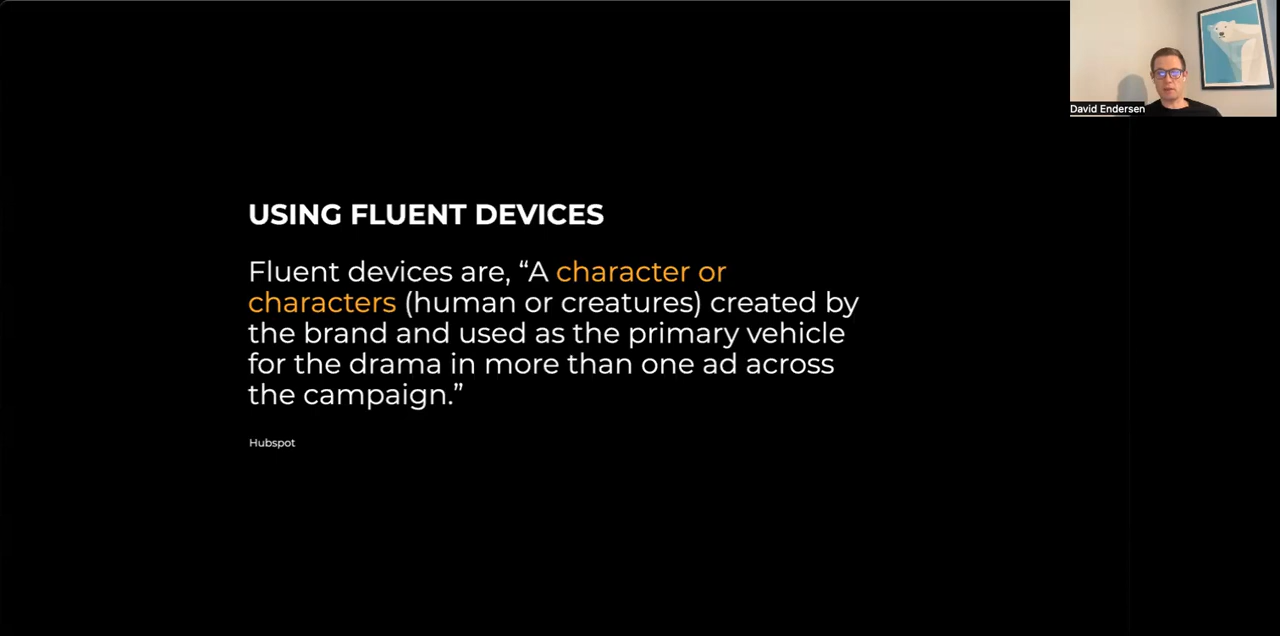 David Endersen
USING FLUENT DEVICES
Fluent devices are, “A character or
characters (human or creatures) created by
the brand and used as the primary vehicle
for the drama in more than one ad across
the campaign.”
Hubspot